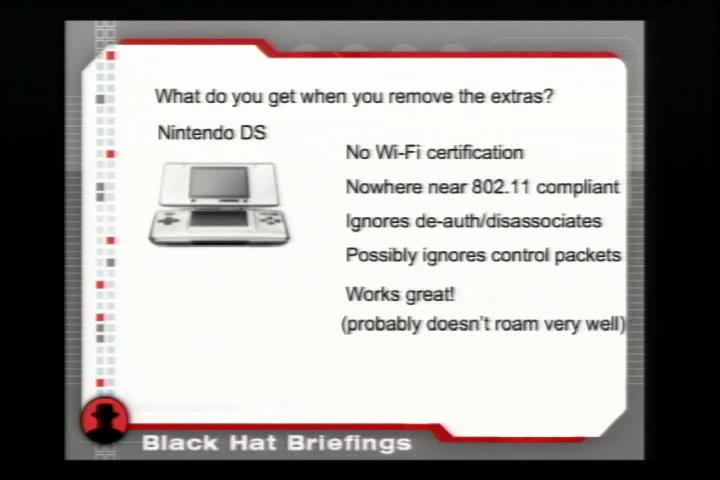 What do you get when you remove the extras?
Nintendo DS
No Wi-Fi certification
Nowhere near 802.11 compliant
Ignores de-auth/disassociates
Possibly ignores control packets
Works great!
(probably doesn't roam very well)
Black Hat Briefings